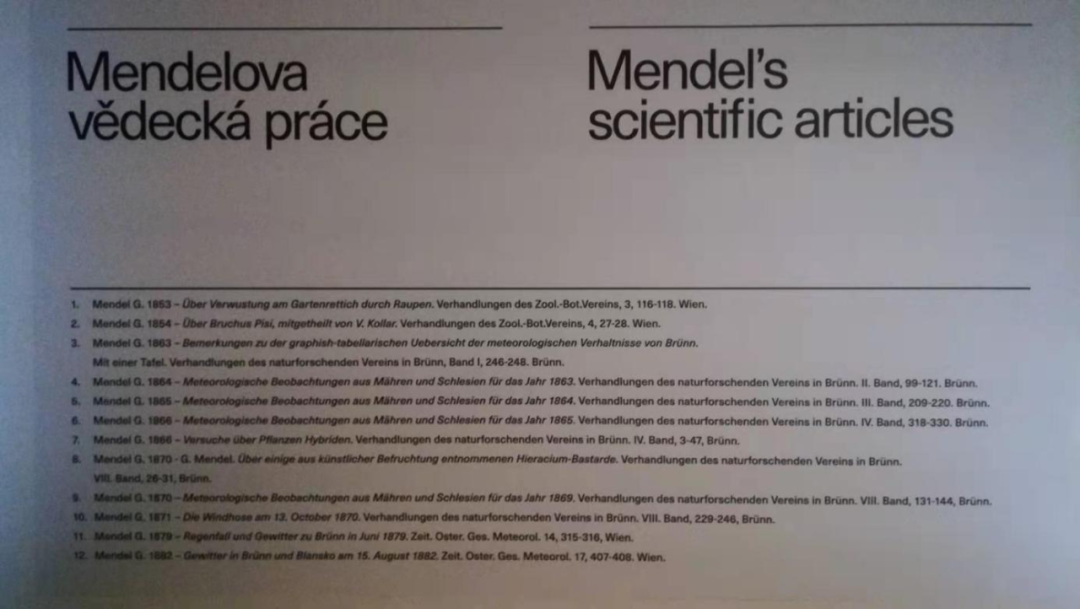 Mendelova
vědecká práce
Mendel's
scientific articles
1. Mendel G. 1853 – Über Verwustung am Gartenrettich durch Raupen. Verhandlungen des Zool.-Bot.Vereins, 3, 116-118. Wien.
2. Mendel G. 1854 – Über Bruchus Pisi, mitgetheilt von V. Kollar. Verhandlungen des Zool.-Bot.Vereins, 4, 27-28. Wien.
3. Mendel G. 1863 – Bemerkungen zu der graphish-tabellarischen Uebersicht der meteorologischen Verhaltnisse von Brünn.
Mit einer Tafel. Verhandlungen des naturforschenden Vereins in Brünn, Band I, 246-248. Brünn.
4. Mendel G. 1864 – Meteorologische Beobachtungen aus Mähren und Schlesien für das Jahr 1863. Verhandlungen des naturforschenden Vereins in Brünn. II. Band, 99-121. Brünn.
5. Mendel G. 1865 – Meteorologische Beobachtungen aus Mähren und Schlesien für das Jahr 1864. Verhandlungen des naturforschenden Vereins in Brünn. III. Band, 209-220. Brünn.
6. Mendel G. 1866 – Meteorologische Beobachtungen aus Mähren und Schlesien für das Jahr 1865. Verhandlungen des naturforschenden Vereins in Brünn. IV. Band, 318-330. Brünn.
7. Mendel G. 1866 – Versuche über Pflanzen Hybriden. Verhandlungen des naturforschenden Vereins in Brünn. IV. Band, 3-47, Brünn.
8. Mendel G. 1870 - G. Mendel. Über einige aus künstlicher Befruchtung entnommenen Hieracium-Bastarde. Verhandlungen des naturforschenden Vereins in Brünn.
VIII. Band, 26-31, Brünn.
9. Mendel G. 1870 – Meteorologische Beobachtungen aus Mähren und Schlesien für das Jahr 1869. Verhandlungen des naturforschenden Vereins in Brünn. VIII. Band, 131-144, Brünn.
10. Mendel G. 1871 – Die Windhose am 13. October 1870. Verhandlungen des naturforschenden Vereins in Brünn. VIII. Band, 229-246, Brünn.
11. Mendel G. 1879 – Regenfall und Gewitter zu Brünn in Juni 1879. Zeit. Oster. Ges. Meteorol. 14, 315-316, Wien.
12. Mendel G. 1882 – Gewitter in Brünn und Blansko am 15. August 1882. Zeit. Oster. Ges. Meteorol. 17, 407-408. Wien.